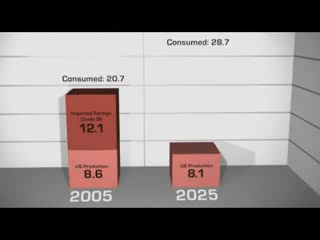 Consumed: 28.7
Consumed: 20.7
Imported Foreign
Crude Oil
12.1
US Production
8.6
US Production
8.1
2005
2025